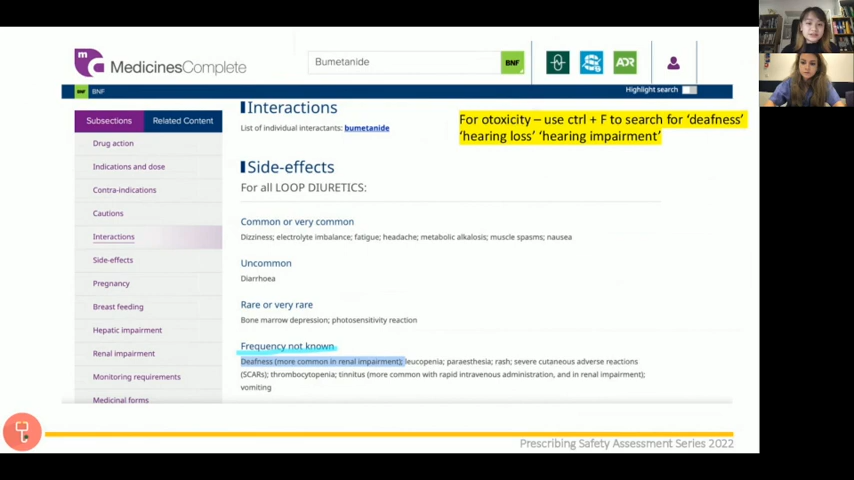 m
MedicinesComplete
Bumetanide
BNF
ADR
BNF BNF
Highlight search
Subsections
Related Content
Drug action
Indications and dose
Contra-indications
Cautions
Interactions
Side-effects
Pregnancy
Breast feeding
Hepatic impairment
Renal impairment
Monitoring requirements
Medicinal forms
Interactions
List of individual interactants: bumetanide
For otoxicity – use ctrl + F to search for ‘deafness’
‘hearing loss’ ‘hearing impairment’
Side-effects
For all LOOP DIURETICS:
Common or very common
Dizziness; electrolyte imbalance; fatigue; headache; metabolic alkalosis; muscle spasms; nausea
Uncommon
Diarrhoea
Rare or very rare
Bone marrow depression; photosensitivity reaction
Frequency not known
Deafness (more common in renal impairment); leucopenia; paraesthesia; rash; severe cutaneous adverse reactions
(SCARs); thrombocytopenia; tinnitus (more common with rapid intravenous administration, and in renal impairment);
vomiting
Prescribing Safety Assessment Series 2022